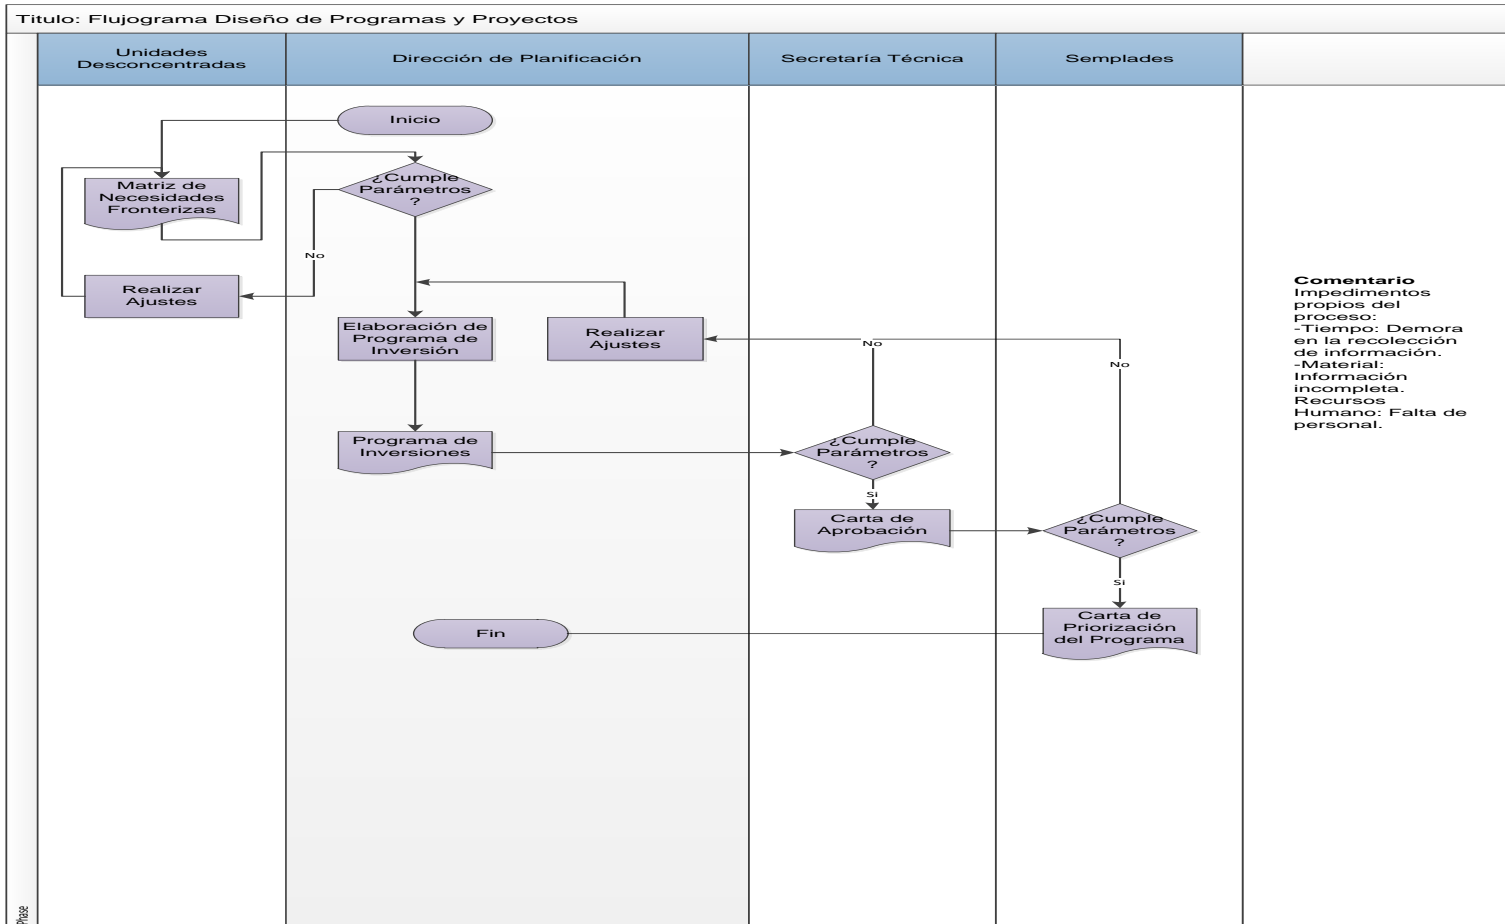 Titulo: Flujograma Diseño de Programas y Proyectos
Unidades
Desconcentradas
Dirección de Planificación
Secretaría Técnica
Semplades
Inicio
¿Cumple
Parámetros
?
Matriz de
Necesidades
Fronterizas
No
Realizar
Ajustes
Elaboración de
Programa de
Inversión
Realizar
Ajustes
No
No
Programa de
Inversiones
¿Cumple
Parámetros
?
Si
Carta de
Aprobación
¿Cumple
Parámetros
?
Si
Carta de
Priorización
del Programa
Fin
Comentario
Impedimentos
propios del
proceso:
-Tiempo: Demora
en la recolección
de información.
-Material:
Información
incompleta.
Recursos
Humano: Falta de
personal.
Phase